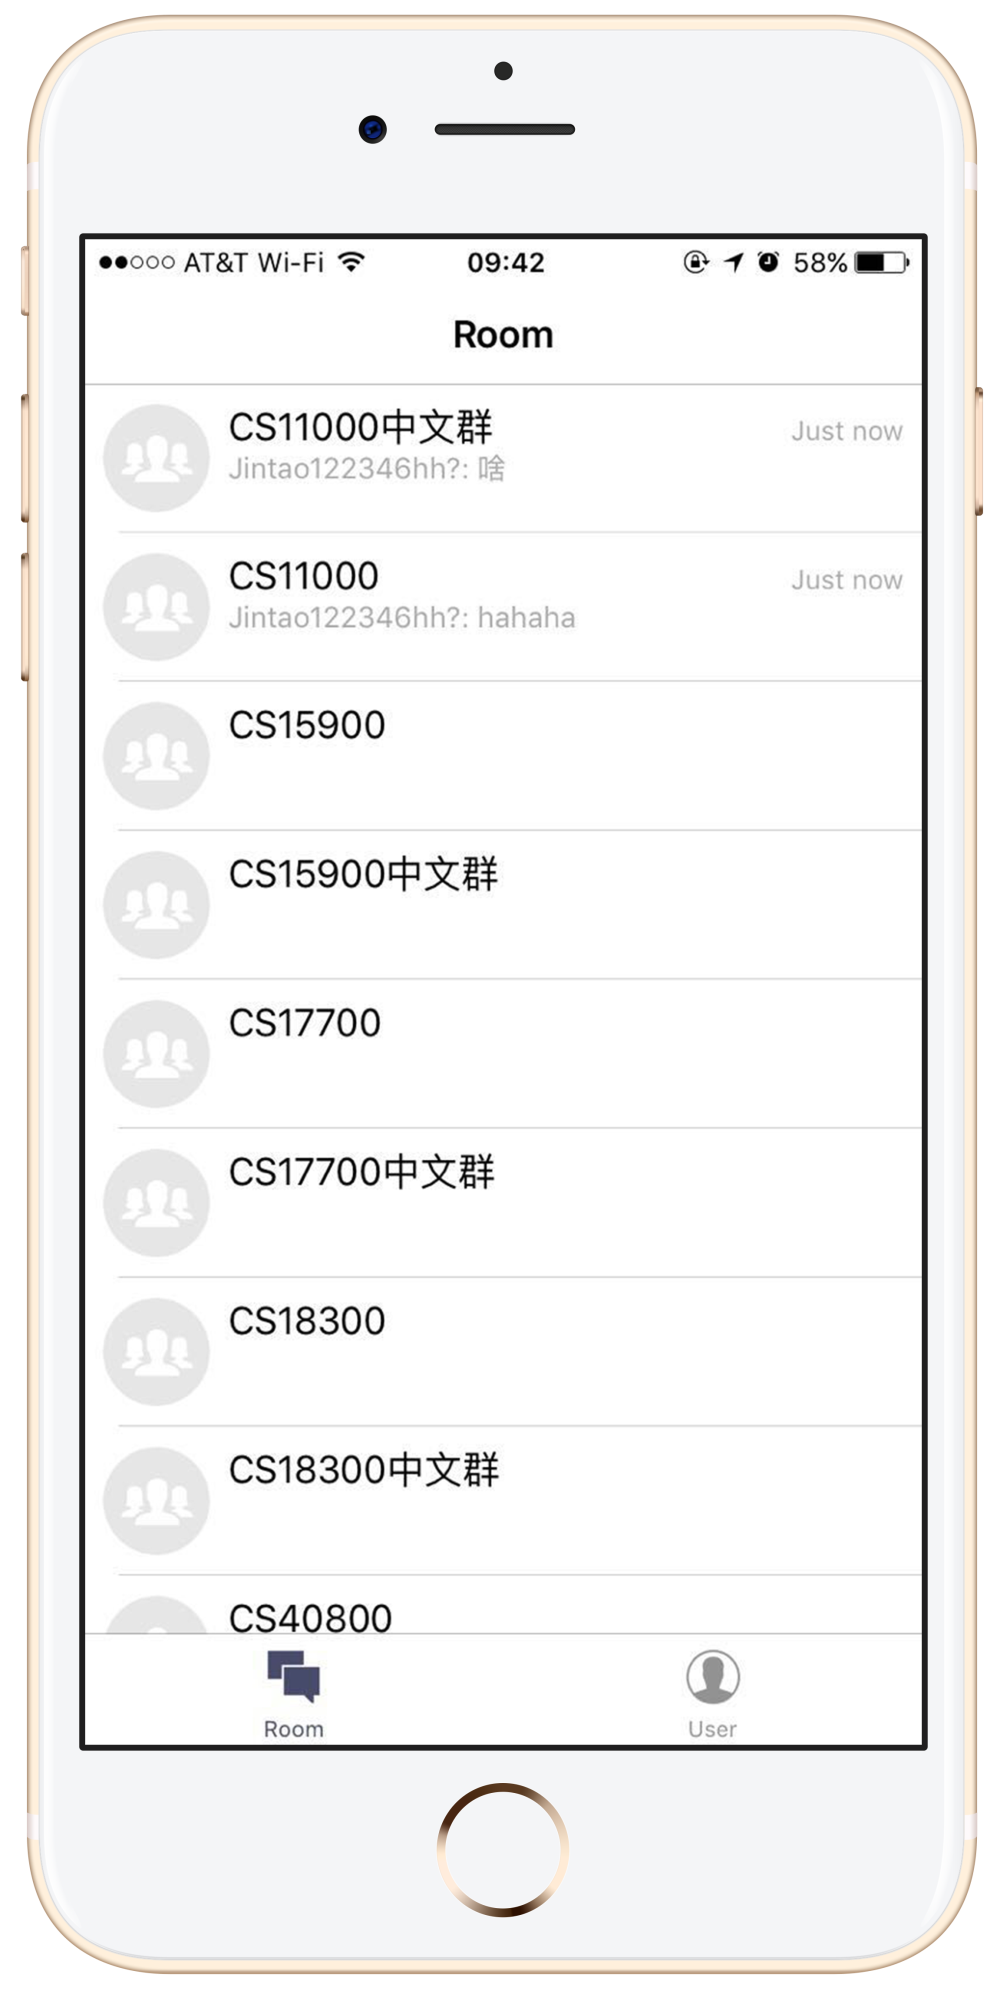 AT&T Wi-Fi 09:42 58%
Room
CS11000中文群 Just now
Jintao122346hh?: 啥
CS11000 Just now
Jintao122346hh?: hahaha
CS15900
CS15900中文群
CS17700
CS17700中文群
CS18300
CS18300中文群
CS40800
Room User